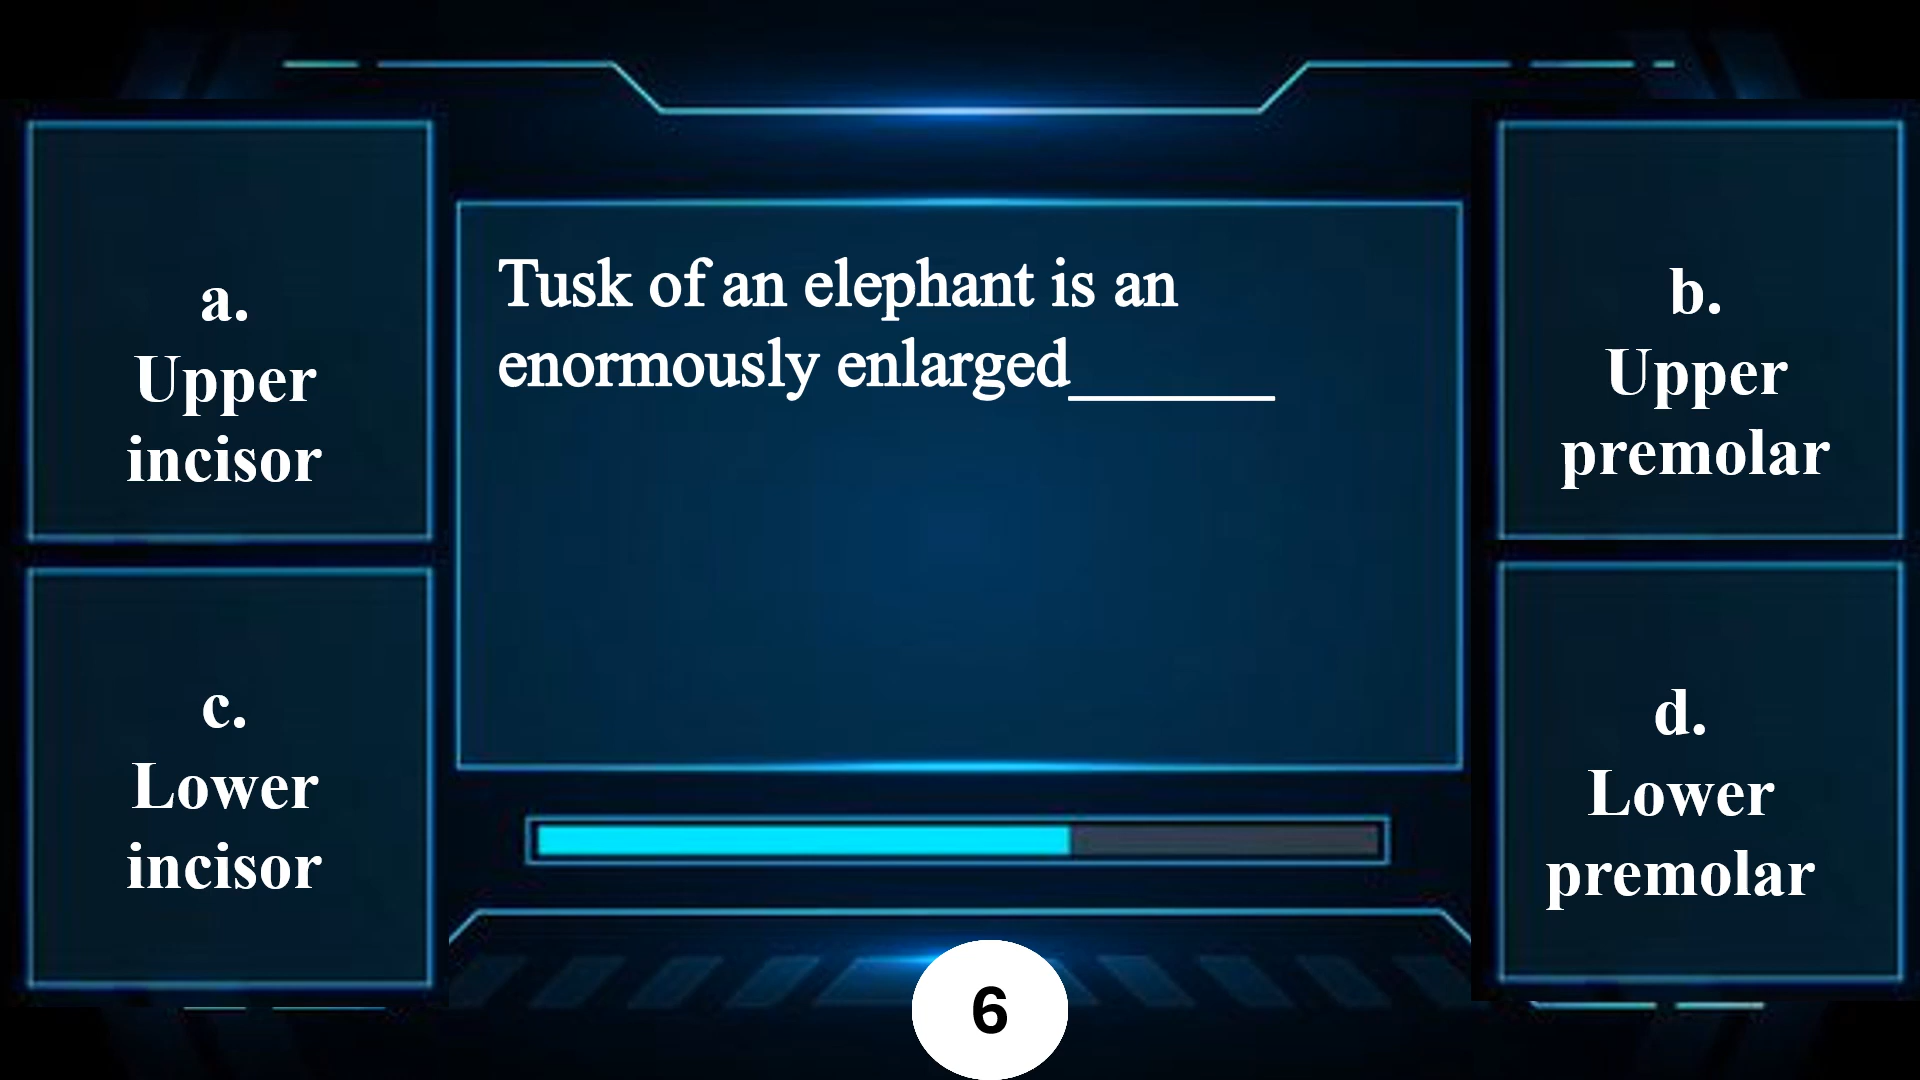 Tusk of an elephant is an
enormously enlarged______
a.
Upper
incisor
b.
Upper
premolar
c.
Lower
incisor
d.
Lower
premolar
6